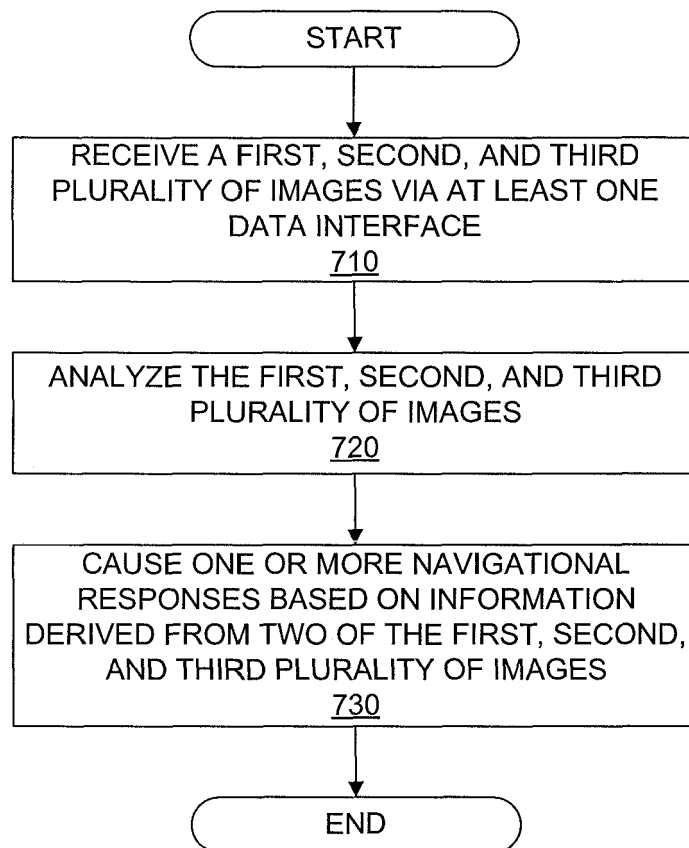 START
RECEIVE A FIRST, SECOND, AND THIRD
PLURALITY OF IMAGES VIA AT LEAST ONE
DATA INTERFACE
710
ANALYZE THE FIRST, SECOND, AND THIRD
PLURALITY OF IMAGES
720
CAUSE ONE OR MORE NAVIGATIONAL
RESPONSES BASED ON INFORMATION
DERIVED FROM TWO OF THE FIRST, SECOND,
AND THIRD PLURALITY OF IMAGES
730
END